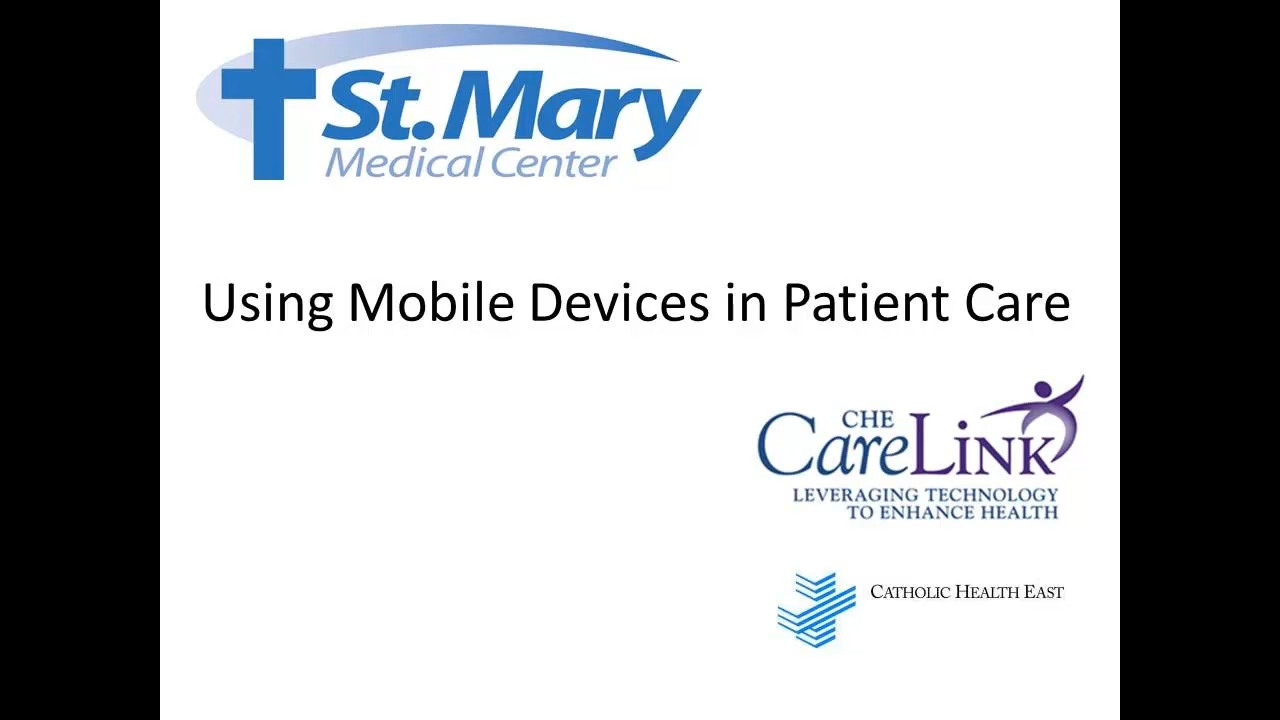 St. Mary
Medical Center
Using Mobile Devices in Patient Care
CHE
CareLink
LEVERAGING TECHNOLOGY
TO ENHANCE HEALTH
CATHOLIC HEALTH EAST